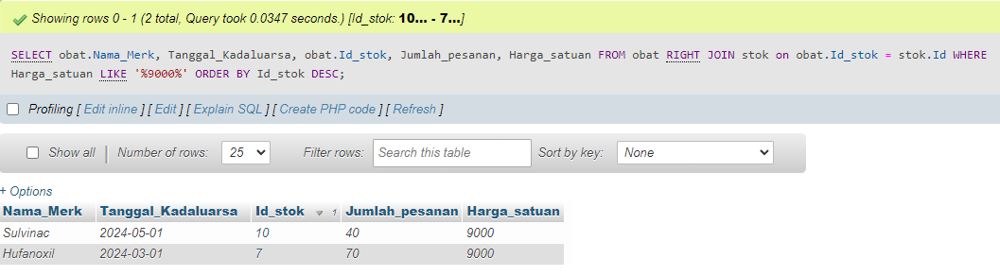 Showing rows 0 - 1 (2 total, Query took 0.0347 seconds.) [Id_stok: 10... - 7...]
SELECT obat.Nama_Merk, Tanggal_Kadaluarsa, obat.Id_stok, Jumlah_pesanan, Harga_satuan FROM obat RIGHT JOIN stok on obat.Id_stok = stok.Id WHERE
Harga_satuan LIKE '%9000%' ORDER BY Id_stok DESC;
Profiling [ Edit inline ] [ Edit ] [ Explain SQL ] [ Create PHP code ] [ Refresh ]
Show all | Number of rows: 25 Filter rows: Search this table Sort by key: None
+ Options
Nama_Merk Tanggal_Kadaluarsa Id_stok 1 Jumlah_pesanan Harga_satuan
Sulvinac 2024-05-01 10 40 9000
Hufanoxil 2024-03-01 7 70 9000